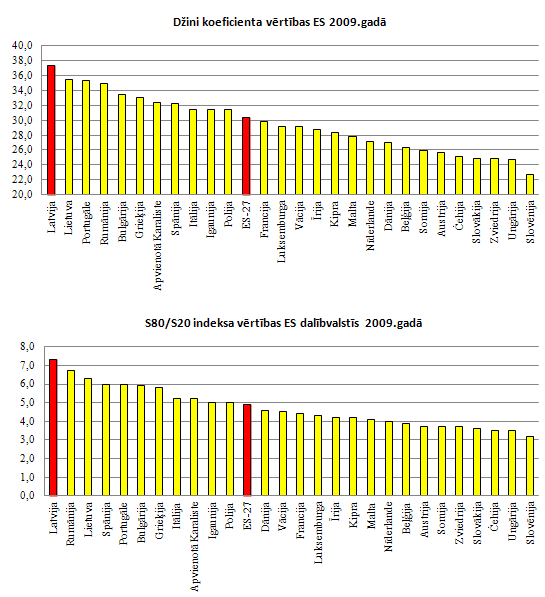 Džini koeficienta vērtības ES 2009.gadā
40,0
38,0
36,0
34,0
32,0
30,0
28,0
26,0
24,0
22,0
20,0
Latvija
Lietuva
Portugāle
Rumānija
Bulgārija
Grieķija
Apvienotā Karaliste
Spānija
Itālija
Igaunija
Polija
ES-27
Francija
Luksemburga
Vācija
Īrija
Kipra
Malta
Nīderlande
Dānija
Beļģija
Somija
Austrija
Čehija
Slovākija
Zviedrija
Ungārija
Slovēnija
S80/S20 indeksa vērtības ES dalībvalstīs 2009.gadā
8,0
7,0
6,0
5,0
4,0
3,0
2,0
1,0
0,0
Latvija
Rumānija
Lietuva
Spānija
Portugāle
Bulgārija
Grieķija
Itālija
Apvienotā Karaliste
Igaunija
Polija
ES-27
Dānija
Vācija
Francija
Luksemburga
Īrija
Kipra
Malta
Nīderlande
Beļģija
Austrija
Somija
Zviedrija
Slovākija
Čehija
Ungārija
Slovēnija